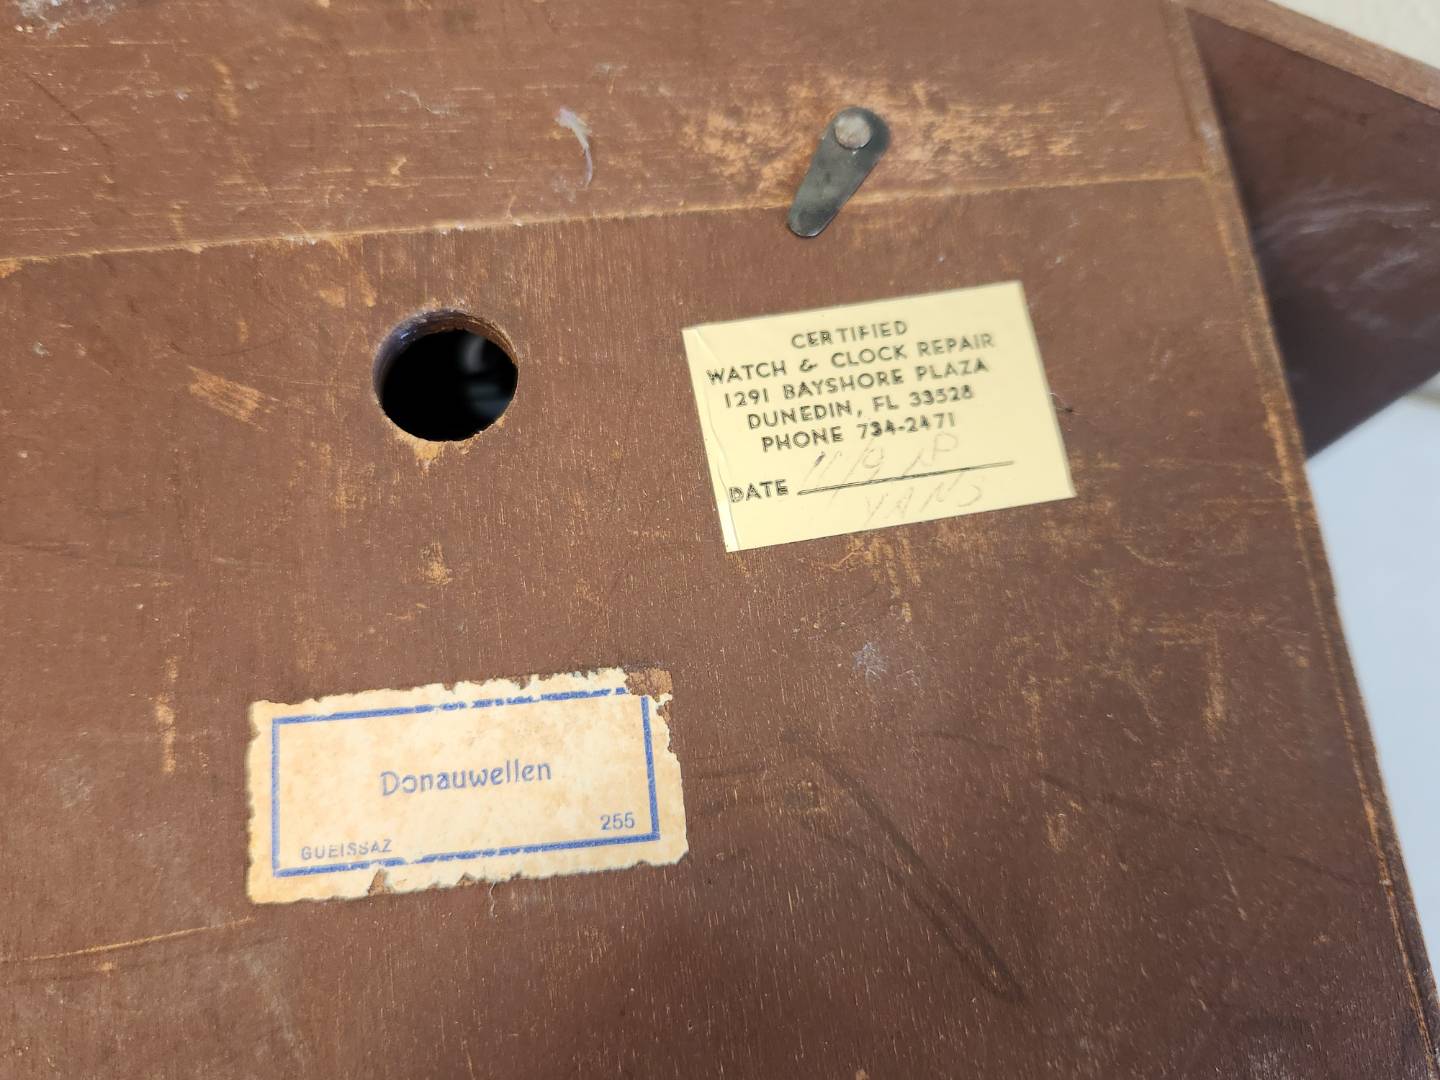 CERTIFIED
WATCH & CLOCK REPAIR
1291 BAYSHORE PLAZA
DUNEDIN, FL 33528
PHONE 734-2471
DATE
Donauwellen
255
GUEISSAZ